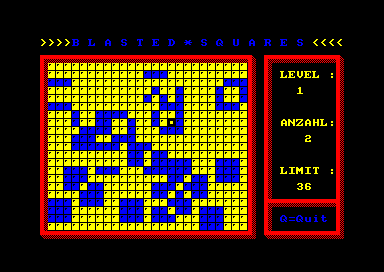 >>>>BLASTED*SQUARES<<<<
LEVEL :
1
ANZAHL:
2
LIMIT :
36
Q=Quit